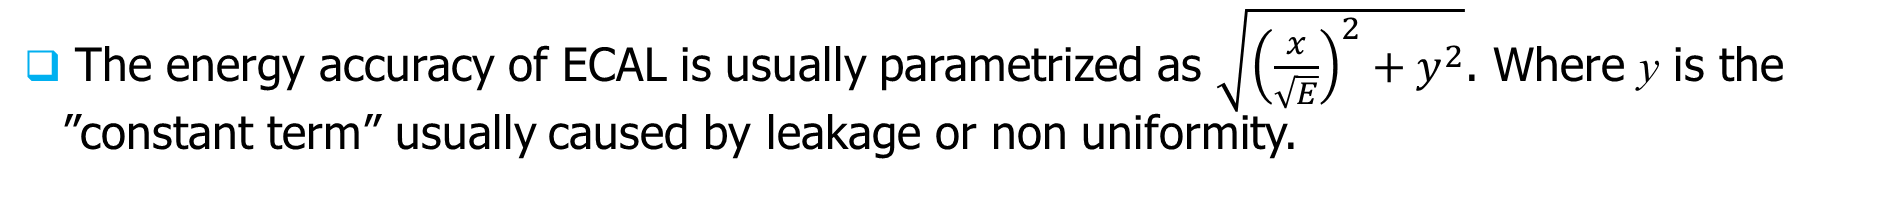 ❑ The energy accuracy of ECAL is usually parametrized as √((x/√E)² + y²). Where y is the
”constant term” usually caused by leakage or non uniformity.